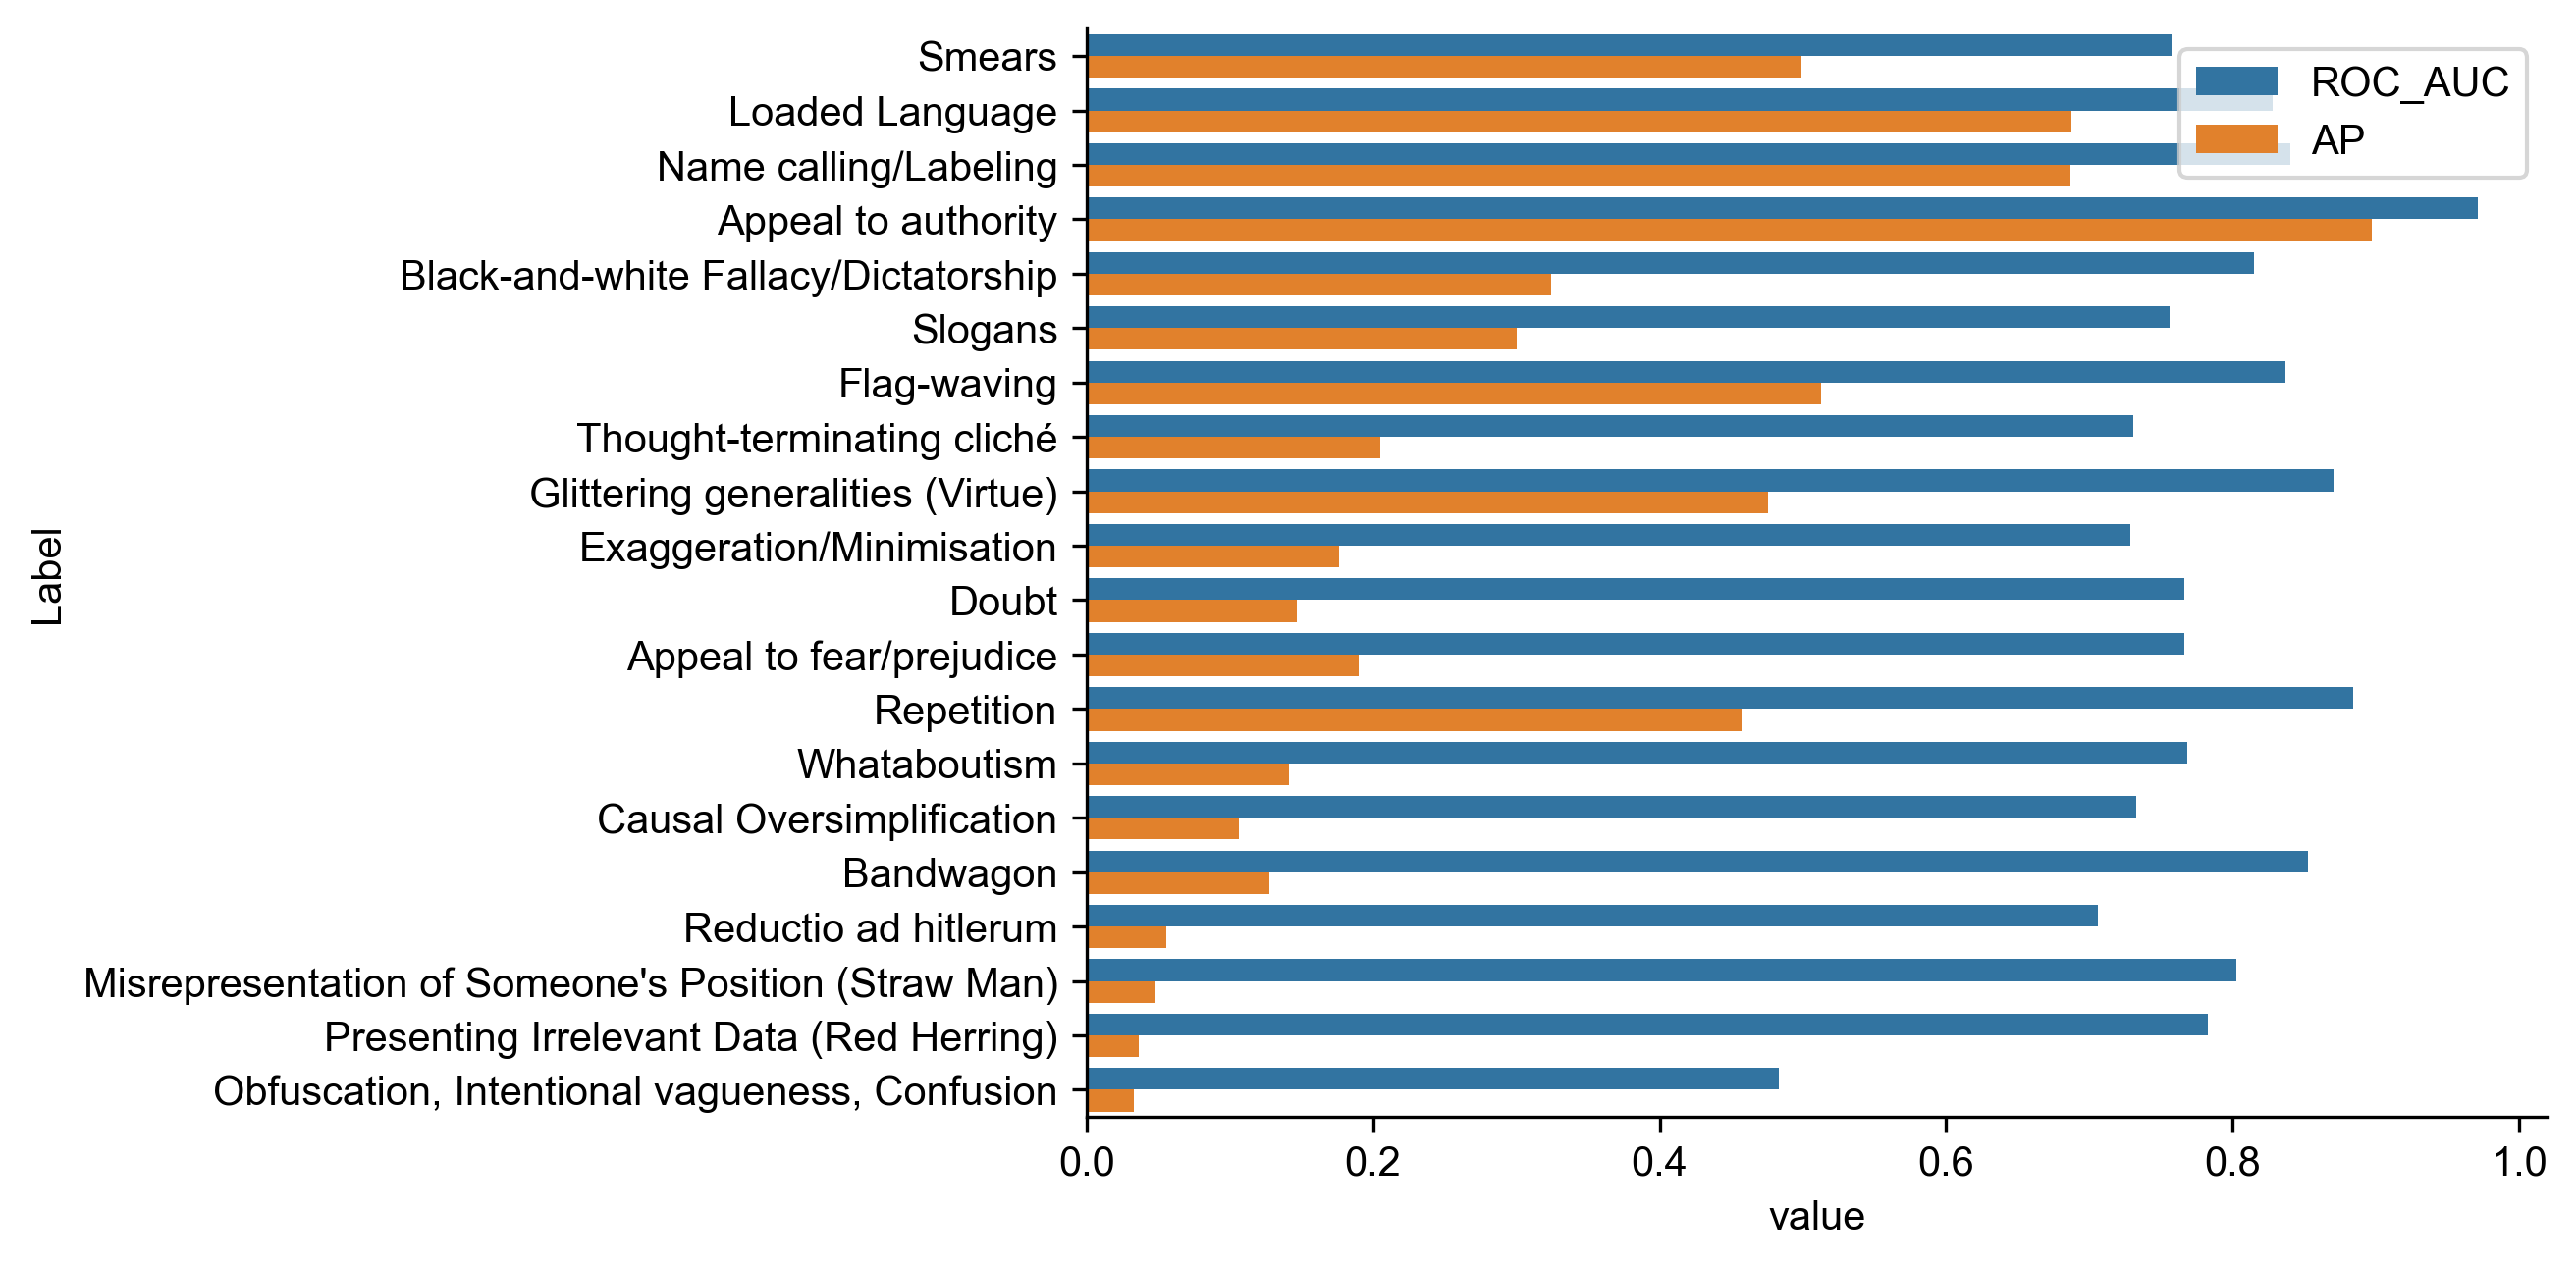 Smears
Loaded Language
Name calling/Labeling
Appeal to authority
Black-and-white Fallacy/Dictatorship
Slogans
Flag-waving
Thought-terminating cliché
Glittering generalities (Virtue)
Exaggeration/Minimisation
Doubt
Appeal to fear/prejudice
Repetition
Whataboutism
Causal Oversimplification
Bandwagon
Reductio ad hitlerum
Misrepresentation of Someone's Position (Straw Man)
Presenting Irrelevant Data (Red Herring)
Obfuscation, Intentional vagueness, Confusion
Label
0.0 0.2 0.4 0.6 0.8 1.0
value
ROC_AUC
AP